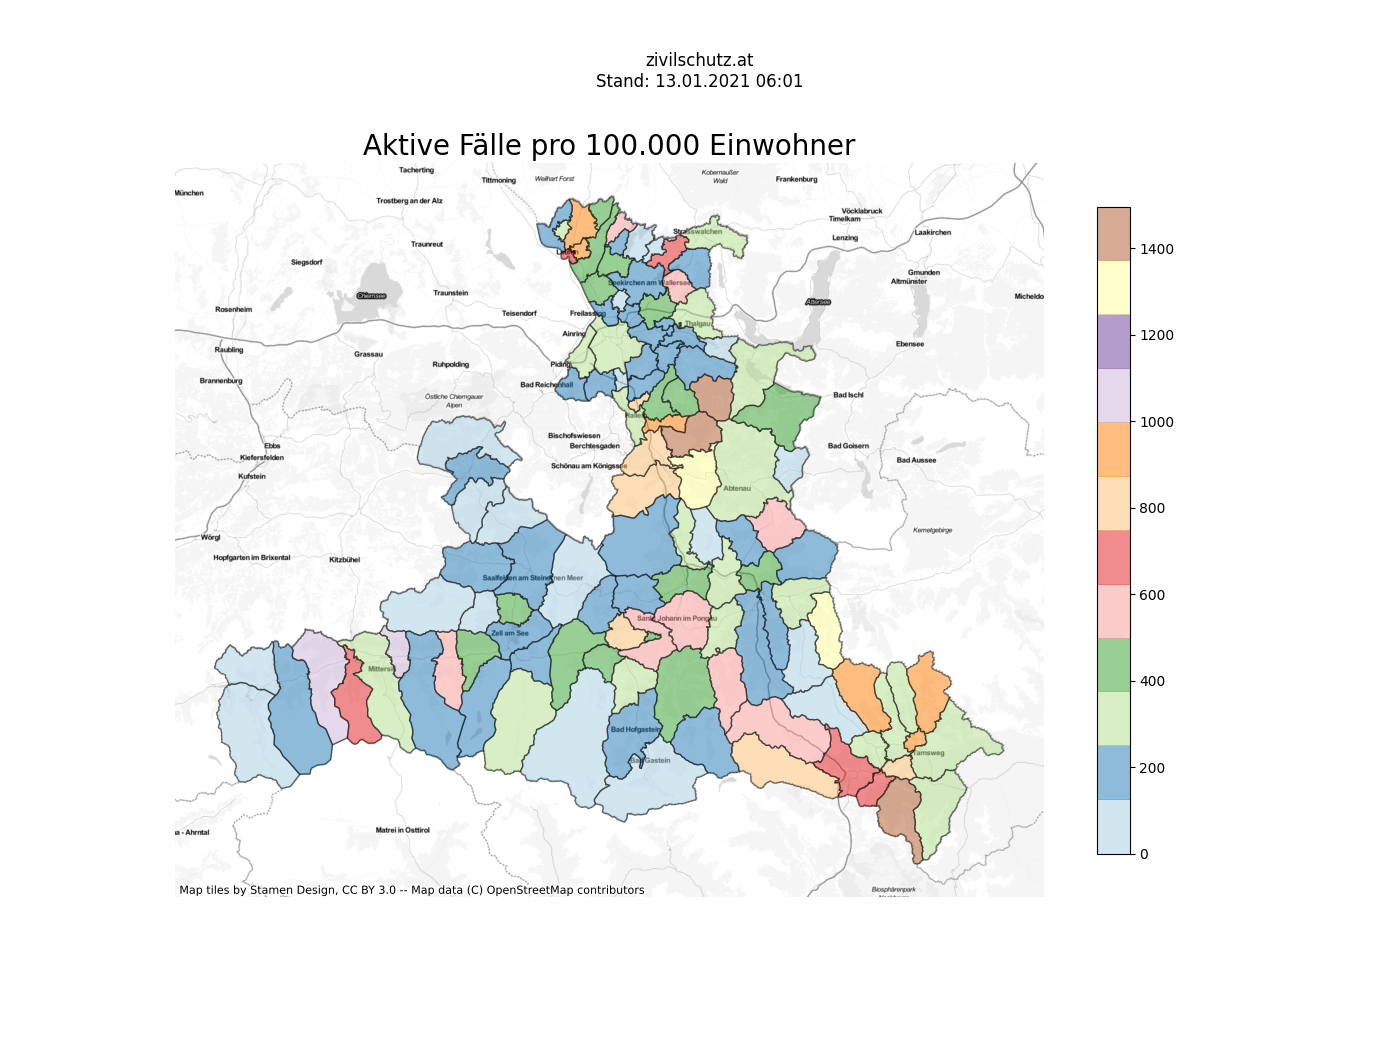 zivilschutz.at
Stand: 13.01.2021 06:01
Aktive Fälle pro 100.000 Einwohner
Tacherting
Tittmoning
Weilhart Forst
Kobernaußer
Wald
Frankenburg
München
Trostberg an der Alz
Vöcklabruck
Timelkam
Laakirchen
Strasswalchen
Lenzing
Traunreut
Siegsdorf
Gmunden
Altmünster
Seekirchen am Wallersee
Chiemsee
Traunstein
Attersee
Micheldo
Rosenheim
Teisendorf
Freilassing
Thalgau
Ainring
Ebensee
Raubling
Grassau
Ruhpolding
Piding
Brannenburg
Bad Reichenhall
Östliche Chiemgauer
Alpen
Bad Ischl
Hallein
Bischofswiesen
Berchtesgaden
Ebbs
Kiefersfelden
Bad Goisern
Bad Aussee
Schönau am Königssee
Kufstein
Abtenau
Wörgl
Kemetgebirge
Hopfgarten im Brixental
Kitzbühel
Saalfelden am Steinernen Meer
Sankt Johann im Pongau
Zell am See
Mittersill
Bad Hofgastein
Bad Gastein
Tamsweg
a - Ahrntal
Matrei in Osttirol
Biosphärenpark
Map tiles by Stamen Design, CC BY 3.0 -- Map data (C) OpenStreetMap contributors
1400
1200
1000
800
600
400
200
0